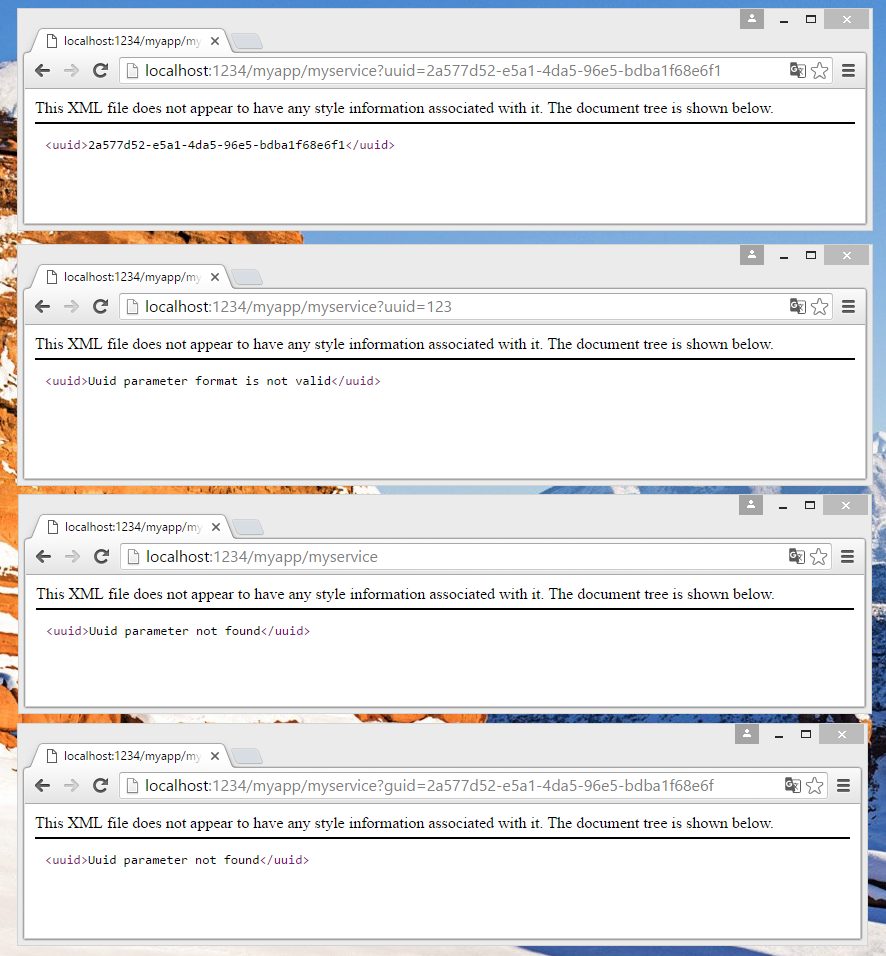 localhost:1234/myapp/my
localhost:1234/myapp/myservice?uuid=2a577d52-e5a1-4da5-96e5-bdba1f68e6f1
This XML file does not appear to have any style information associated with it. The document tree is shown below.
<uuid>2a577d52-e5a1-4da5-96e5-bdba1f68e6f1</uuid>
localhost:1234/myapp/my
localhost:1234/myapp/myservice?uuid=123
This XML file does not appear to have any style information associated with it. The document tree is shown below.
<uuid>Uuid parameter format is not valid</uuid>
localhost:1234/myapp/my
localhost:1234/myapp/myservice
This XML file does not appear to have any style information associated with it. The document tree is shown below.
<uuid>Uuid parameter not found</uuid>
localhost:1234/myapp/my
localhost:1234/myapp/myservice?guid=2a577d52-e5a1-4da5-96e5-bdba1f68e6f
This XML file does not appear to have any style information associated with it. The document tree is shown below.
<uuid>Uuid parameter not found</uuid>